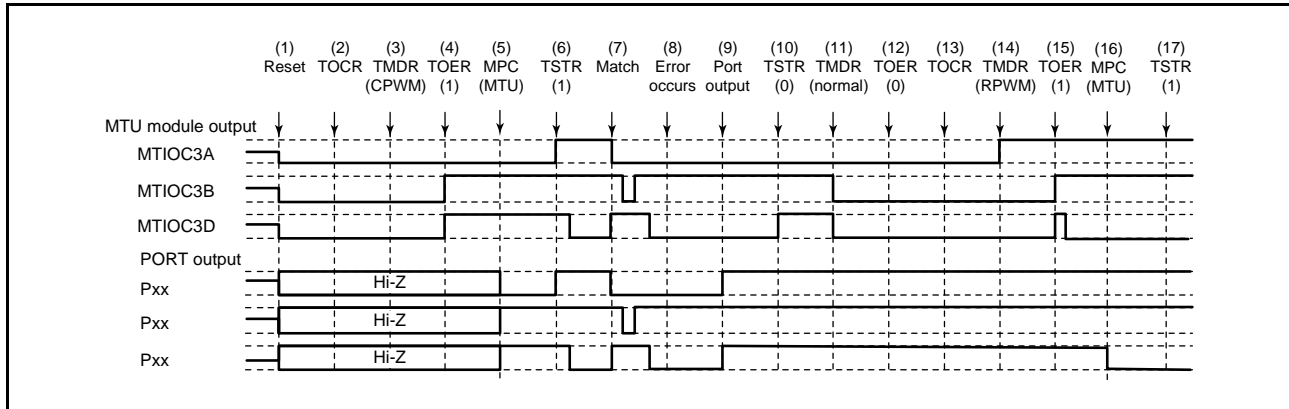 (1) (2) (3) (4) (5) (6) (7) (8) (9) (10) (11) (12) (13) (14) (15) (16) (17)
Reset TOCR TMDR TOER MPC TSTR Match Error Port TSTR TMDR TOER TOCR TMDR TOER MPC TSTR
(CPWM) (1) (MTU) (1) occurs output (0) (normal) (0) (RPWM) (1) (MTU) (1)
MTU module output
MTIOC3A
MTIOC3B
MTIOC3D
PORT output
Pxx Hi-Z
Pxx Hi-Z
Pxx Hi-Z